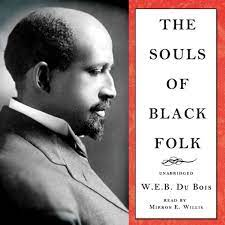 THE
SOULS
OF
BLACK
FOLK
UNABRIDGED
W.E.B. DU BOIS
READ BY
MIRRON E. WILLIS